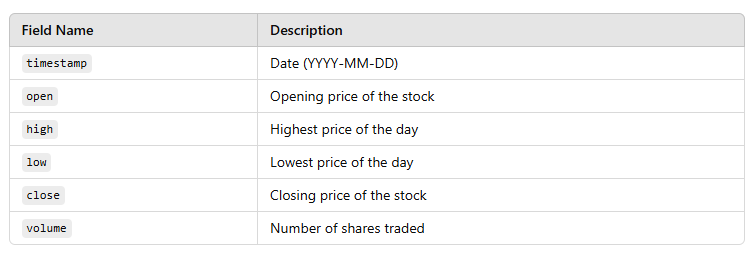 Field Name Description
timestamp Date (YYYY-MM-DD)
open Opening price of the stock
high Highest price of the day
low Lowest price of the day
close Closing price of the stock
volume Number of shares traded